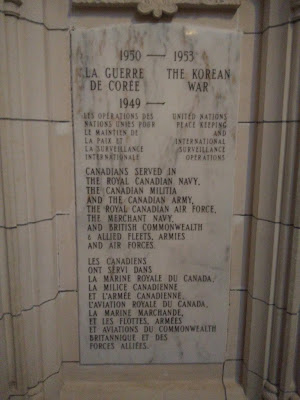 1950 — 1953
LA GUERRE THE KOREAN
DE CORÉE WAR
1949 —
LES OPÉRATIONS DES UNITED NATIONS
NATIONS UNIES POUR PEACE KEEPING
LE MAINTIEN DE AND
LA PAIX ET INTERNATIONAL
LA SURVEILLANCE SURVEILLANCE
INTERNATIONALE OPERATIONS
CANADIANS SERVED IN
THE ROYAL CANADIAN NAVY,
THE CANADIAN MILITIA
AND THE CANADIAN ARMY,
THE ROYAL CANADIAN AIR FORCE,
THE MERCHANT NAVY,
AND BRITISH COMMONWEALTH
& ALLIED FLEETS, ARMIES
AND AIR FORCES.
LES CANADIENS
ONT SERVI DANS
LA MARINE ROYALE DU CANADA,
LA MILICE CANADIENNE
ET L'ARMÉE CANADIENNE,
L'AVIATION ROYALE DU CANADA,
LA MARINE MARCHANDE,
ET LES FLOTTES, ARMÉES
ET AVIATIONS DU COMMONWEALTH
BRITANNIQUE ET DES
FORCES ALLIÉES.